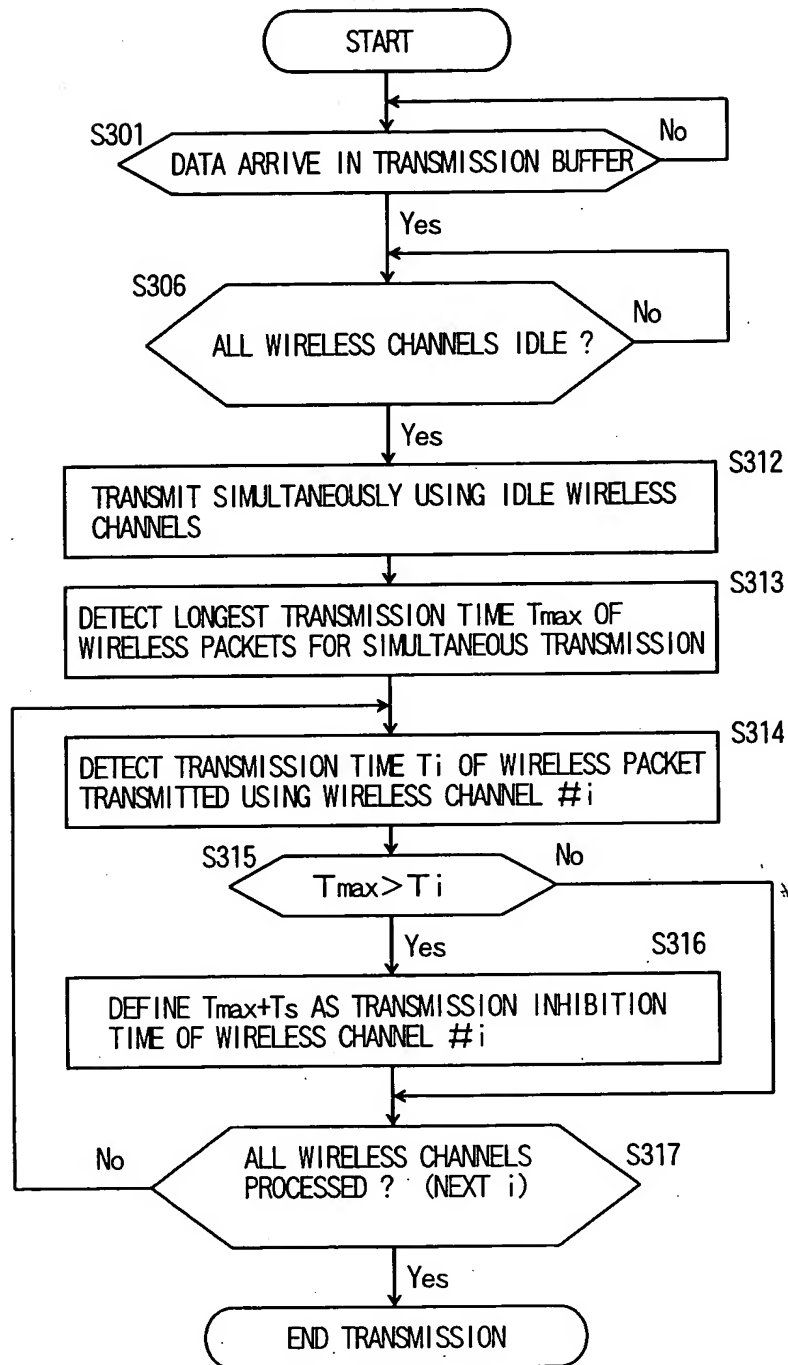 START
S301
DATA ARRIVE IN TRANSMISSION BUFFER
No
Yes
S306
ALL WIRELESS CHANNELS IDLE ?
No
Yes
S312
TRANSMIT SIMULTANEOUSLY USING IDLE WIRELESS
CHANNELS
S313
DETECT LONGEST TRANSMISSION TIME Tmax OF
WIRELESS PACKETS FOR SIMULTANEOUS TRANSMISSION
S314
DETECT TRANSMISSION TIME Ti OF WIRELESS PACKET
TRANSMITTED USING WIRELESS CHANNEL #i
S315
Tmax>Ti
No
Yes
S316
DEFINE Tmax+Ts AS TRANSMISSION INHIBITION
TIME OF WIRELESS CHANNEL #i
No
ALL WIRELESS CHANNELS
PROCESSED ? (NEXT i)
S317
Yes
END TRANSMISSION